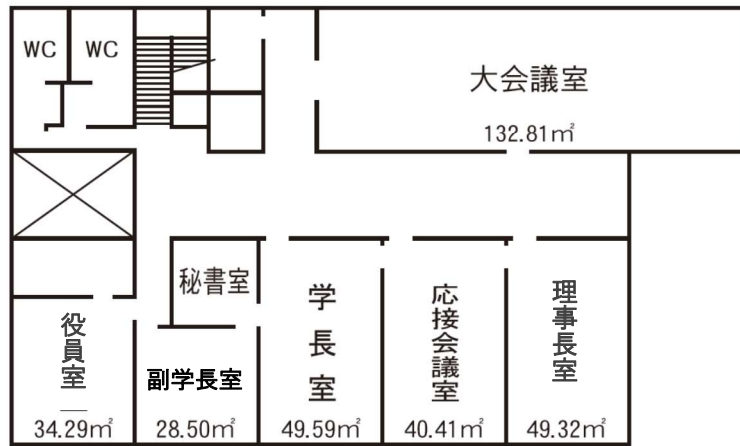 WC
WC
大会議室
132.81㎡
秘書室
役員室
34.29㎡
副学長室
28.50㎡
学長室
49.59㎡
応接会議室
40.41㎡
理事長室
49.32㎡